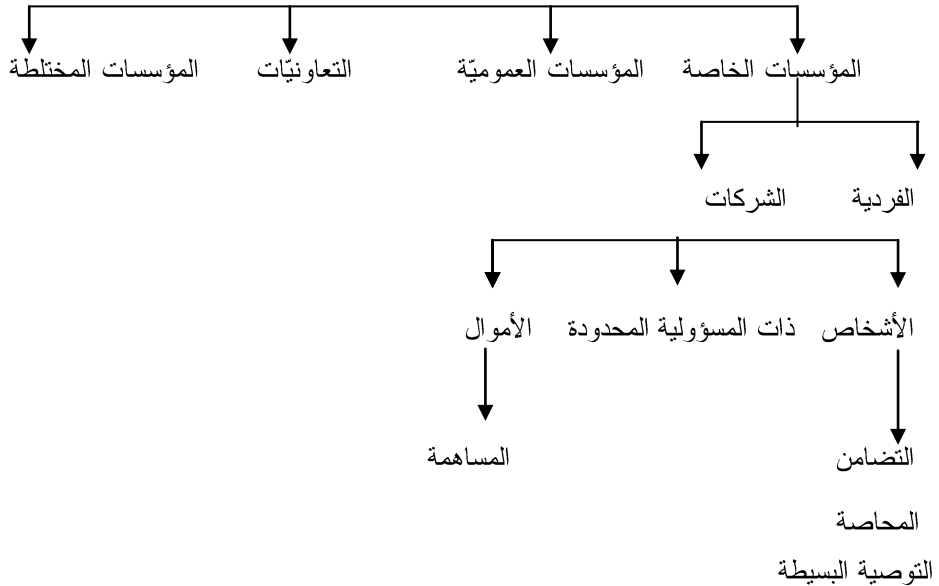 المؤسسات الخاصة المؤسسات العموميّة التعاونيّات المؤسسات المختلطة
الفردية الشركات
الأشخاص ذات المسؤولية المحدودة الأموال
التضامن المساهمة
المحاصة
التوصية البسيطة